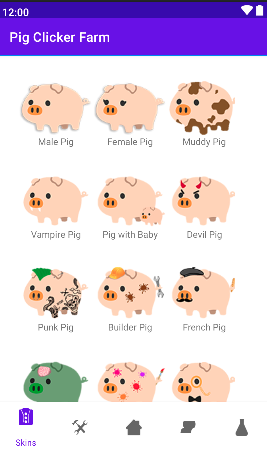 12:00
Pig Clicker Farm
Male Pig
Female Pig
Muddy Pig
Vampire Pig
Pig with Baby
Devil Pig
Punk Pig
Builder Pig
French Pig
Skins